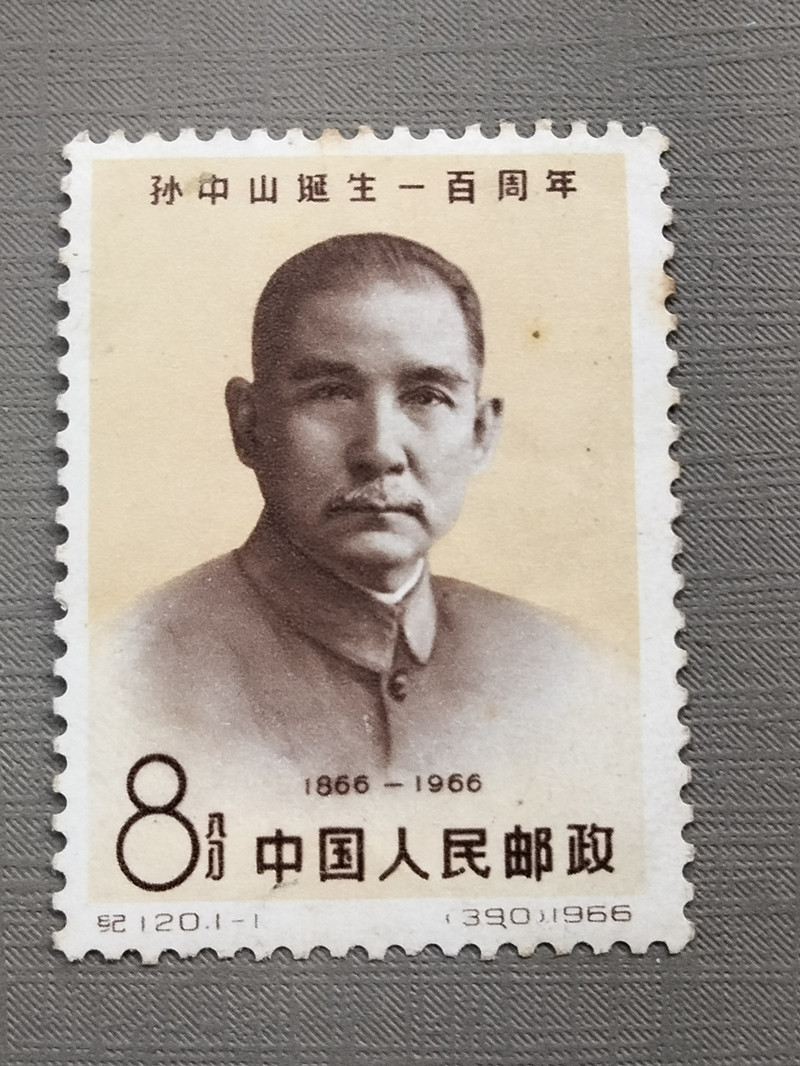 孙中山诞生一百周年
1866-1966
8分 中国人民邮政
纪120.1-1 (390).1966